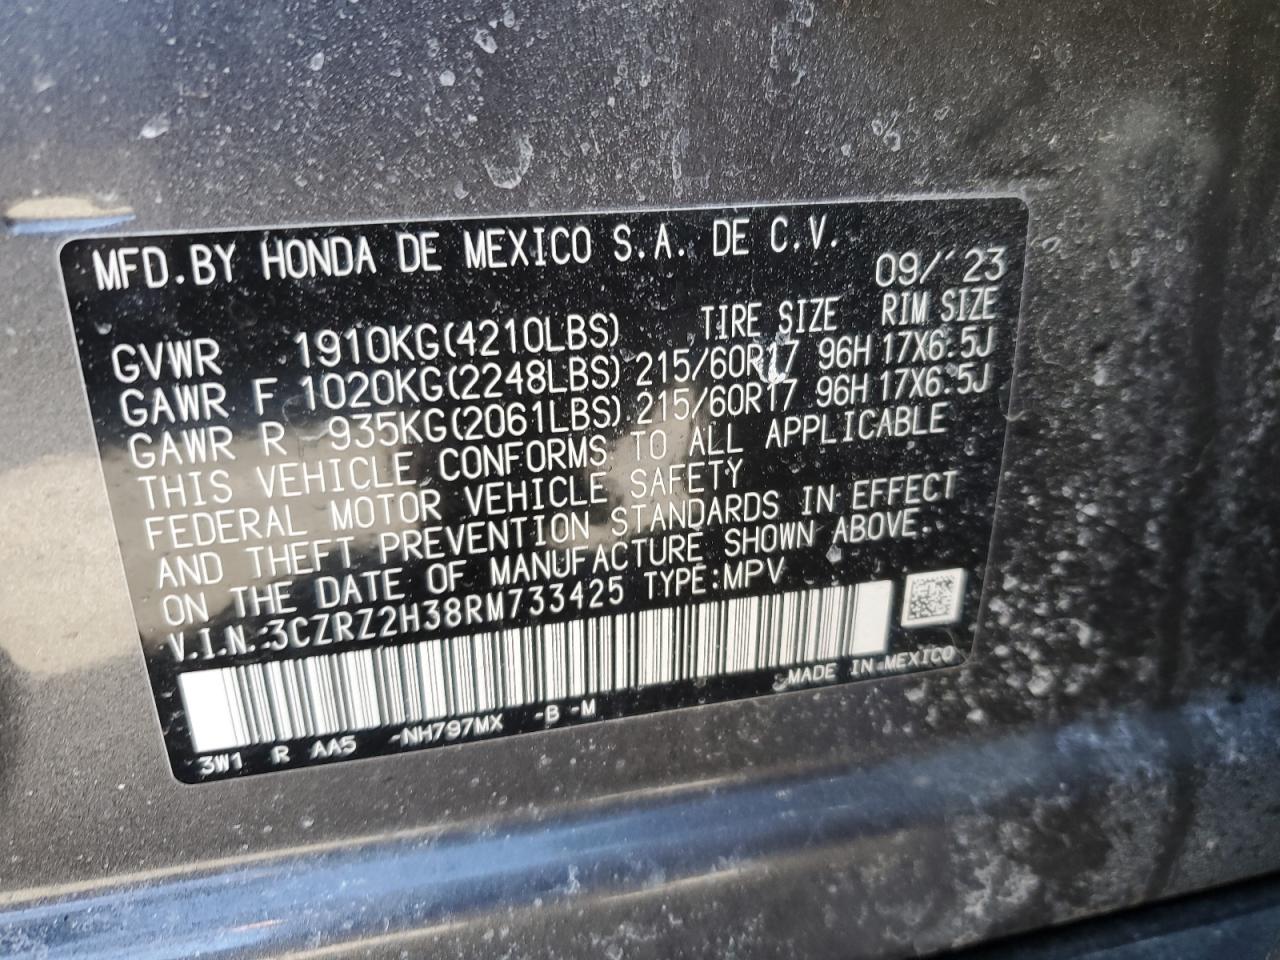 MFD.BY HONDA DE MEXICO S.A. DE C.V.
09/´23
TIRE SIZE RIM SIZE
GVWR 1910KG(4210LBS)
GAWR F 1020KG(2248LBS) 215/60R17 96H 17X6.5J
GAWR R 935KG(2061LBS) 215/60R17 96H 17X6.5J
THIS VEHICLE CONFORMS TO ALL APPLICABLE
FEDERAL MOTOR VEHICLE SAFETY
AND THEFT PREVENTION STANDARDS IN EFFECT
ON THE DATE OF MANUFACTURE SHOWN ABOVE.
V.I.N.:3CZRZ2H38RM733425 TYPE:MPV
MADE IN MEXICO
3W1 R AA5 -NH797MX -B -M